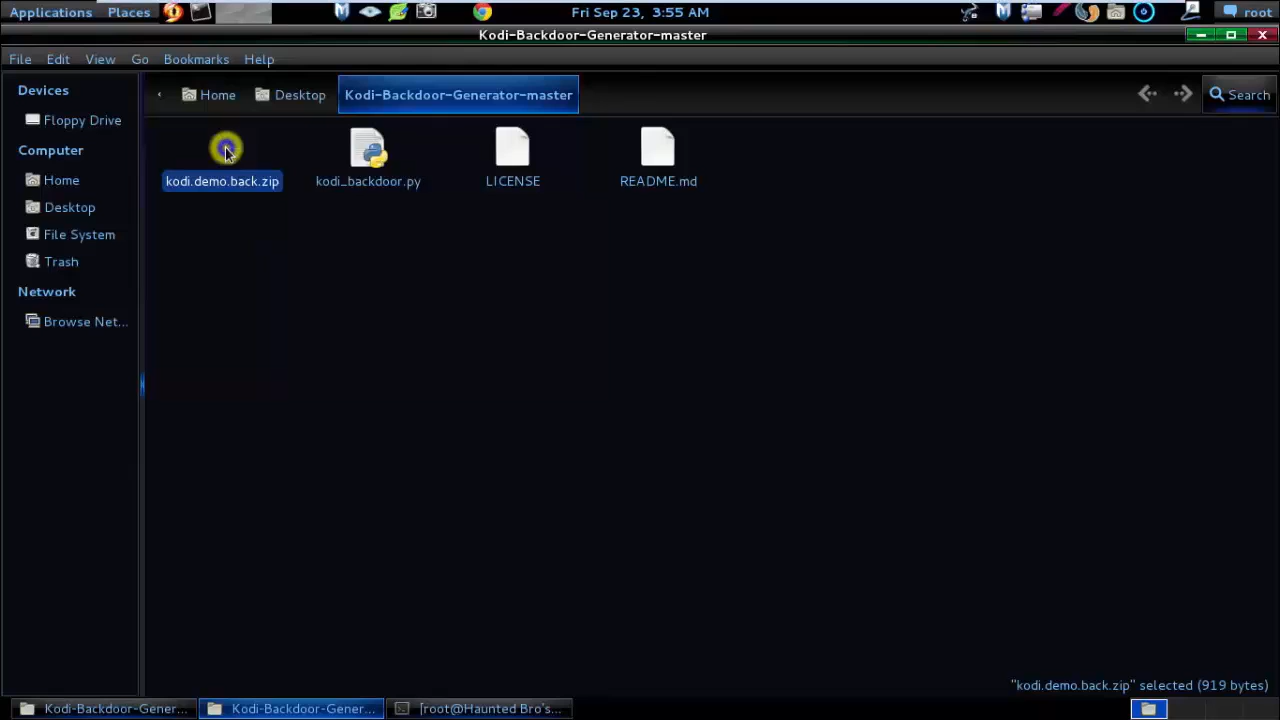 Applications Places Fri Sep 23, 3:55 AM root
Kodi-Backdoor-Generator-master
File Edit View Go Bookmarks Help
Devices
Floppy Drive
Computer
Home
Desktop
File System
Trash
Network
Browse Net...
Home Desktop Kodi-Backdoor-Generator-master Search
kodi.demo.back.zip kodi_backdoor.py LICENSE README.md
"kodi.demo.back.zip" selected (919 bytes)
Kodi-Backdoor-Gener... Kodi-Backdoor-Gener... [root@Haunted Bro's...